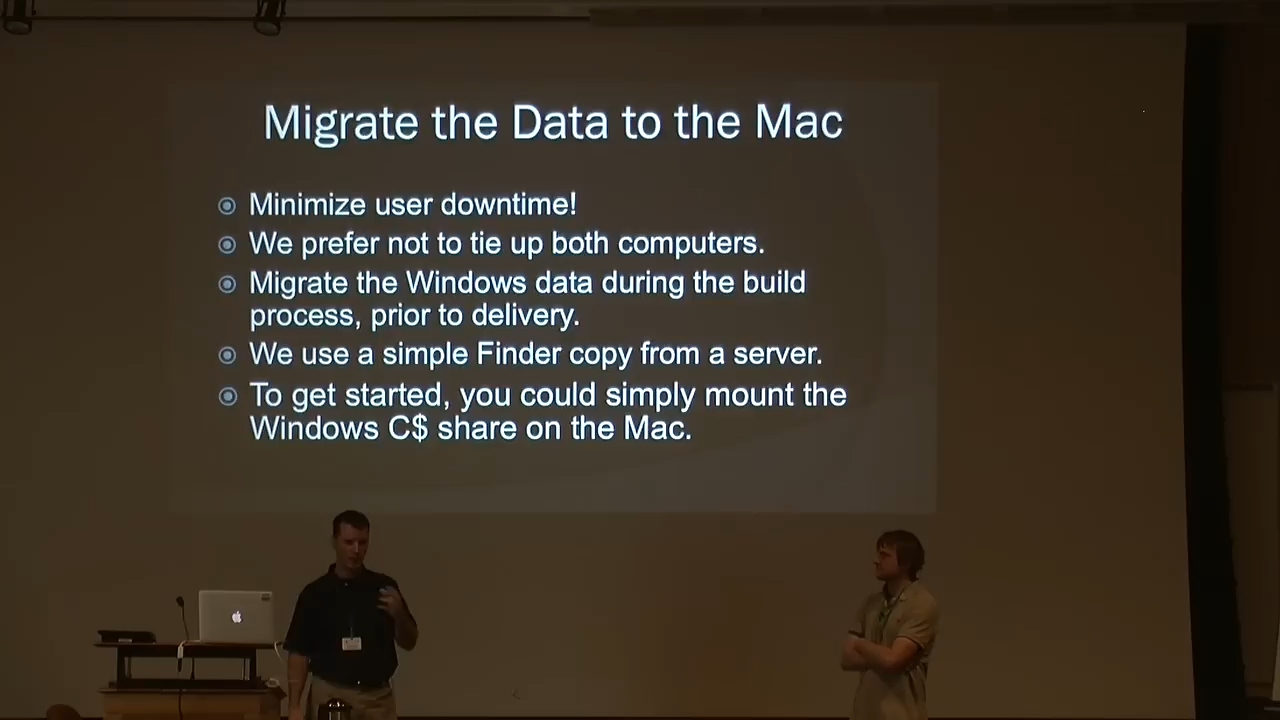 Migrate the Data to the Mac
Minimize user downtime!
We prefer not to tie up both computers.
Migrate the Windows data during the build
process, prior to delivery.
We use a simple Finder copy from a server.
To get started, you could simply mount the
Windows C$ share on the Mac.